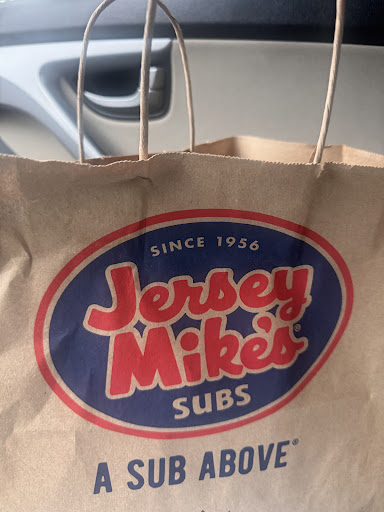 SINCE 1956
Jersey
Mike's®
SUBS
A SUB ABOVE®